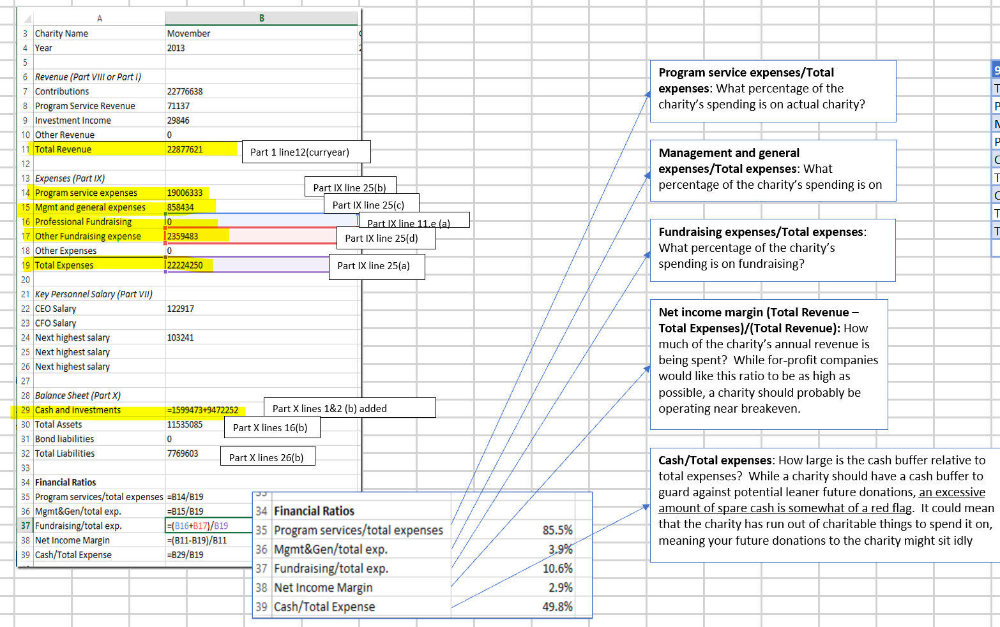 A B
3 Charity Name Movember
4 Year 2013
5
6 Revenue (Part VIII or Part I)
7 Contributions 22776638
8 Program Service Revenue 71137
9 Investment Income 29846
10 Other Revenue 0
11 Total Revenue 22877621
Part 1 line12(curryear)
12
13 Expenses (Part IX)
14 Program service expenses 19006333
Part IX line 25(b)
15 Mgmt and general expenses 858434
Part IX line 25(c)
16 Professional Fundraising 0
Part IX line 11.e (a)
17 Other Fundraising expense 2359483
Part IX line 25(d)
18 Other Expenses 0
19 Total Expenses 22224250
Part IX line 25(a)
20
21 Key Personnel Salary (Part VII)
22 CEO Salary 122917
23 CFO Salary
24 Next highest salary 103241
25 Next highest salary
26 Next highest salary
27
28 Balance Sheet (Part X)
29 Cash and investments =1599473+9472252
Part X lines 1&2 (b) added
30 Total Assets 11535085
Part X lines 16(b)
31 Bond liabilities 0
32 Total Liabilities 7769603
Part X lines 26(b)
33
34 Financial Ratios
35 Program services/total expenses =B14/B19
36 Mgmt&Gen/total exp. =B15/B19
37 Fundraising/total exp. =(B16+B17)/B19
38 Net Income Margin =(B11-B19)/B11
39 Cash/Total Expense =B29/B19
34 Financial Ratios
35 Program services/total expenses 85.5%
36 Mgmt&Gen/total exp. 3.9%
37 Fundraising/total exp. 10.6%
38 Net Income Margin 2.9%
39 Cash/Total Expense 49.8%
Program service expenses/Total
expenses: What percentage of the
charity's spending is on actual charity?
Management and general
expenses/Total expenses: What
percentage of the charity's spending is on
Fundraising expenses/Total expenses:
What percentage of the charity's
spending is on fundraising?
Net income margin (Total Revenue –
Total Expenses)/(Total Revenue): How
much of the charity's annual revenue is
being spent? While for-profit companies
would like this ratio to be as high as
possible, a charity should probably be
operating near breakeven.
Cash/Total expenses: How large is the cash buffer relative to
total expenses? While a charity should have a cash buffer to
guard against potential leaner future donations, an excessive
amount of spare cash is somewhat of a red flag. It could mean
that the charity has run out of charitable things to spend it on,
meaning your future donations to the charity might sit idly
9
T
P
N
P
C
T
C
T
T